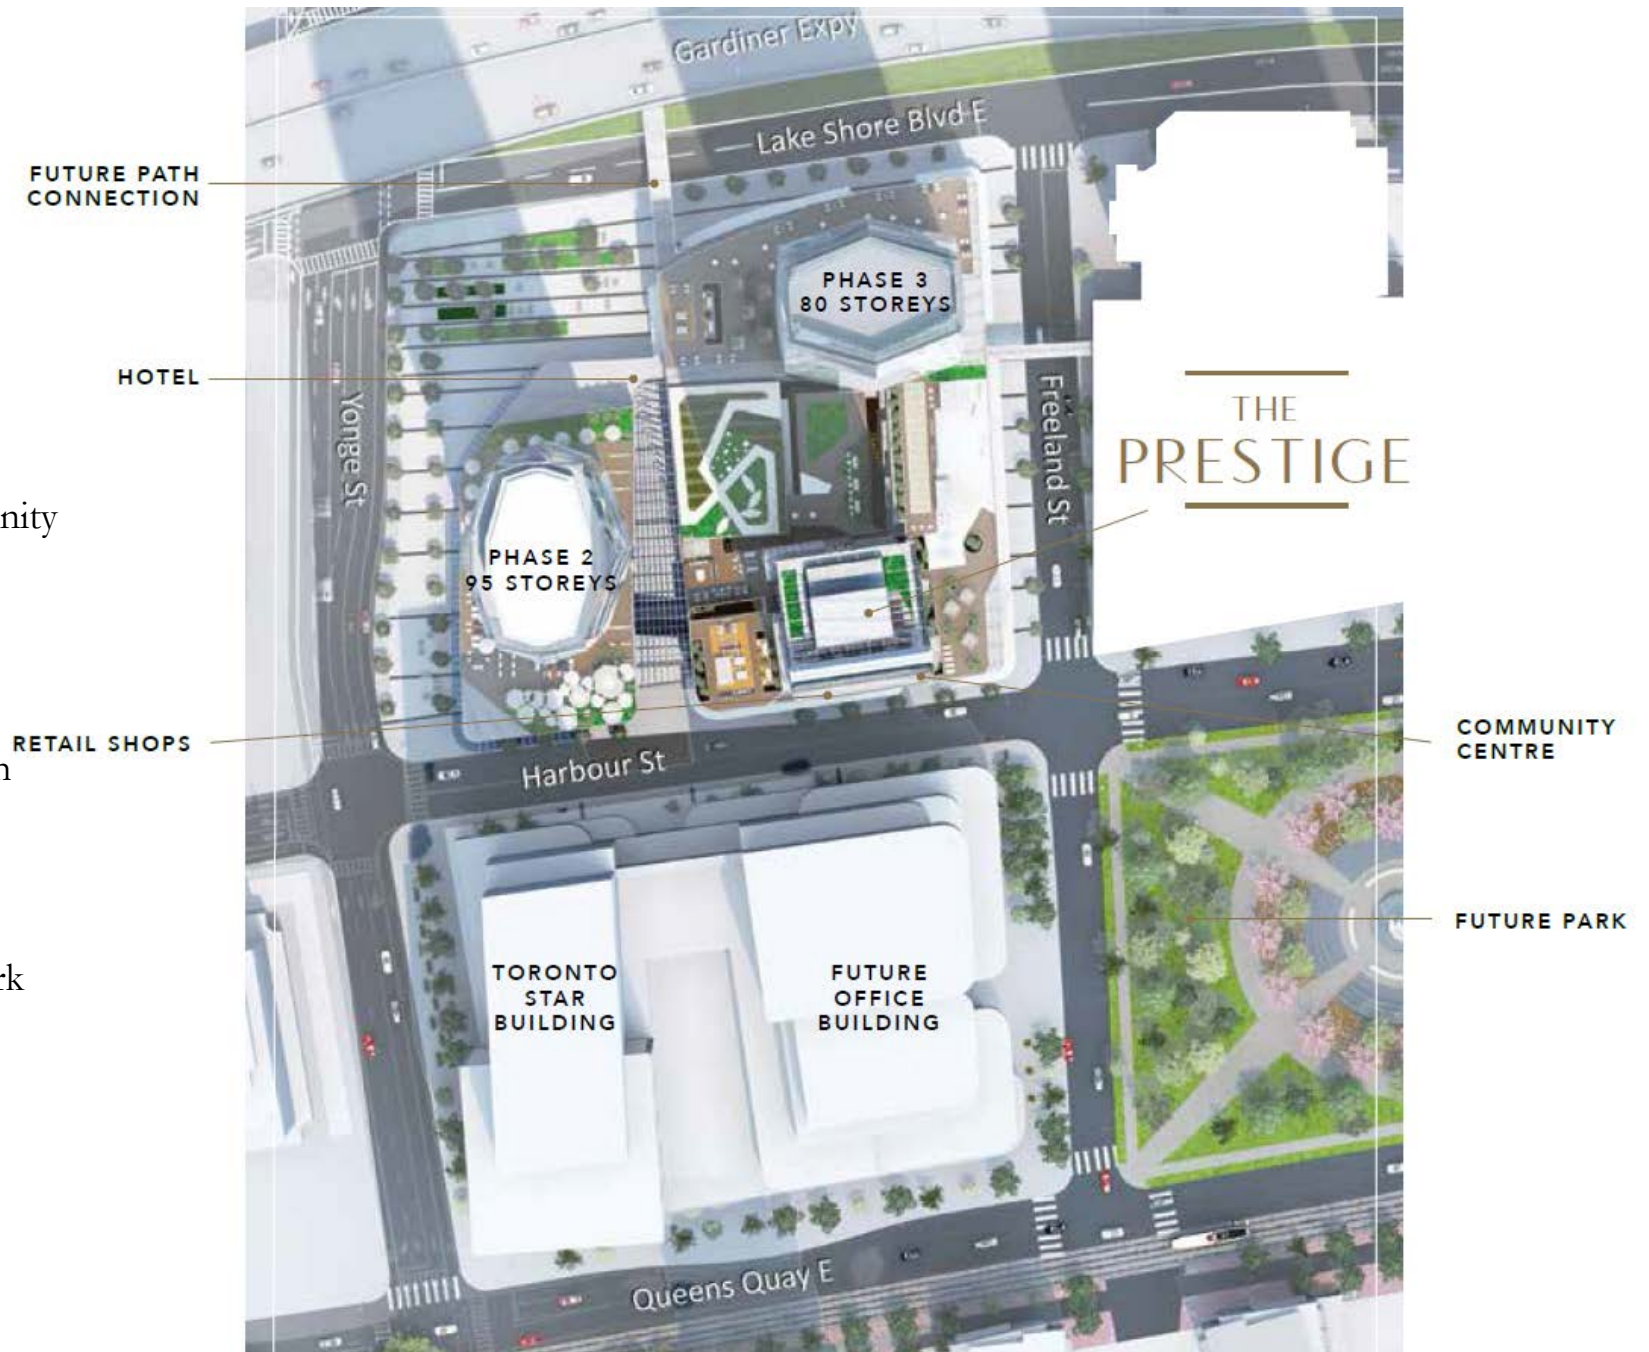 Gardiner Expy
Lake Shore Blvd E
FUTURE PATH
CONNECTION
PHASE 3
80 STOREYS
HOTEL
THE
PRESTIGE
Yonge St
Freeland St
nity
PHASE 2
95 STOREYS
RETAIL SHOPS
COMMUNITY
CENTRE
Harbour St
FUTURE PARK
TORONTO
STAR
BUILDING
FUTURE
OFFICE
BUILDING
rk
Queens Quay E